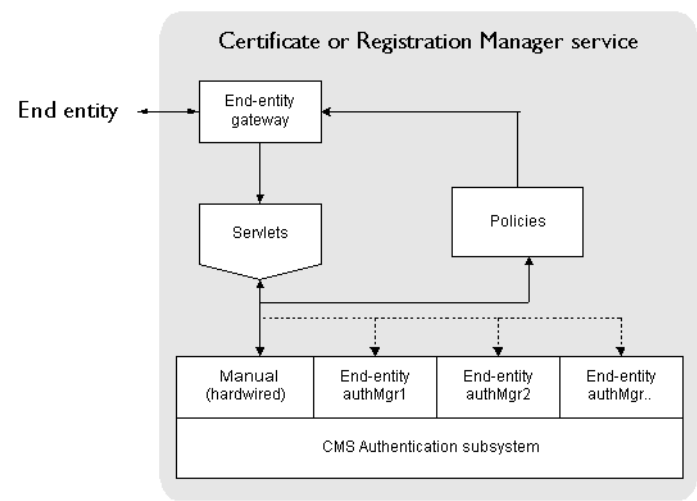 Certificate or Registration Manager service
End entity
End-entity
gateway
Servlets
Policies
Manual
(hardwired)
End-entity
authMgr1
End-entity
authMgr2
End-entity
authMgr..
CMS Authentication subsystem